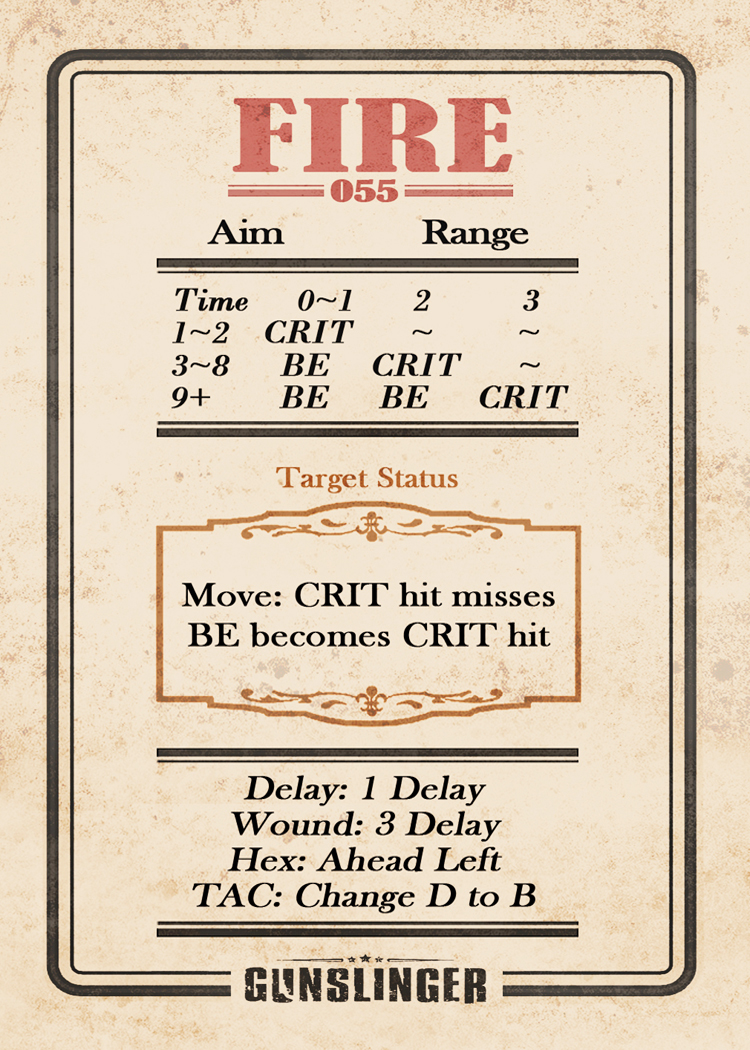 FIRE
055
Aim Range
Time 0~1 2 3
1~2 CRIT ~ ~
3~8 BE CRIT ~
9+ BE BE CRIT
Target Status
Move: CRIT hit misses
BE becomes CRIT hit
Delay: 1 Delay
Wound: 3 Delay
Hex: Ahead Left
TAC: Change D to B
GUNSLINGER